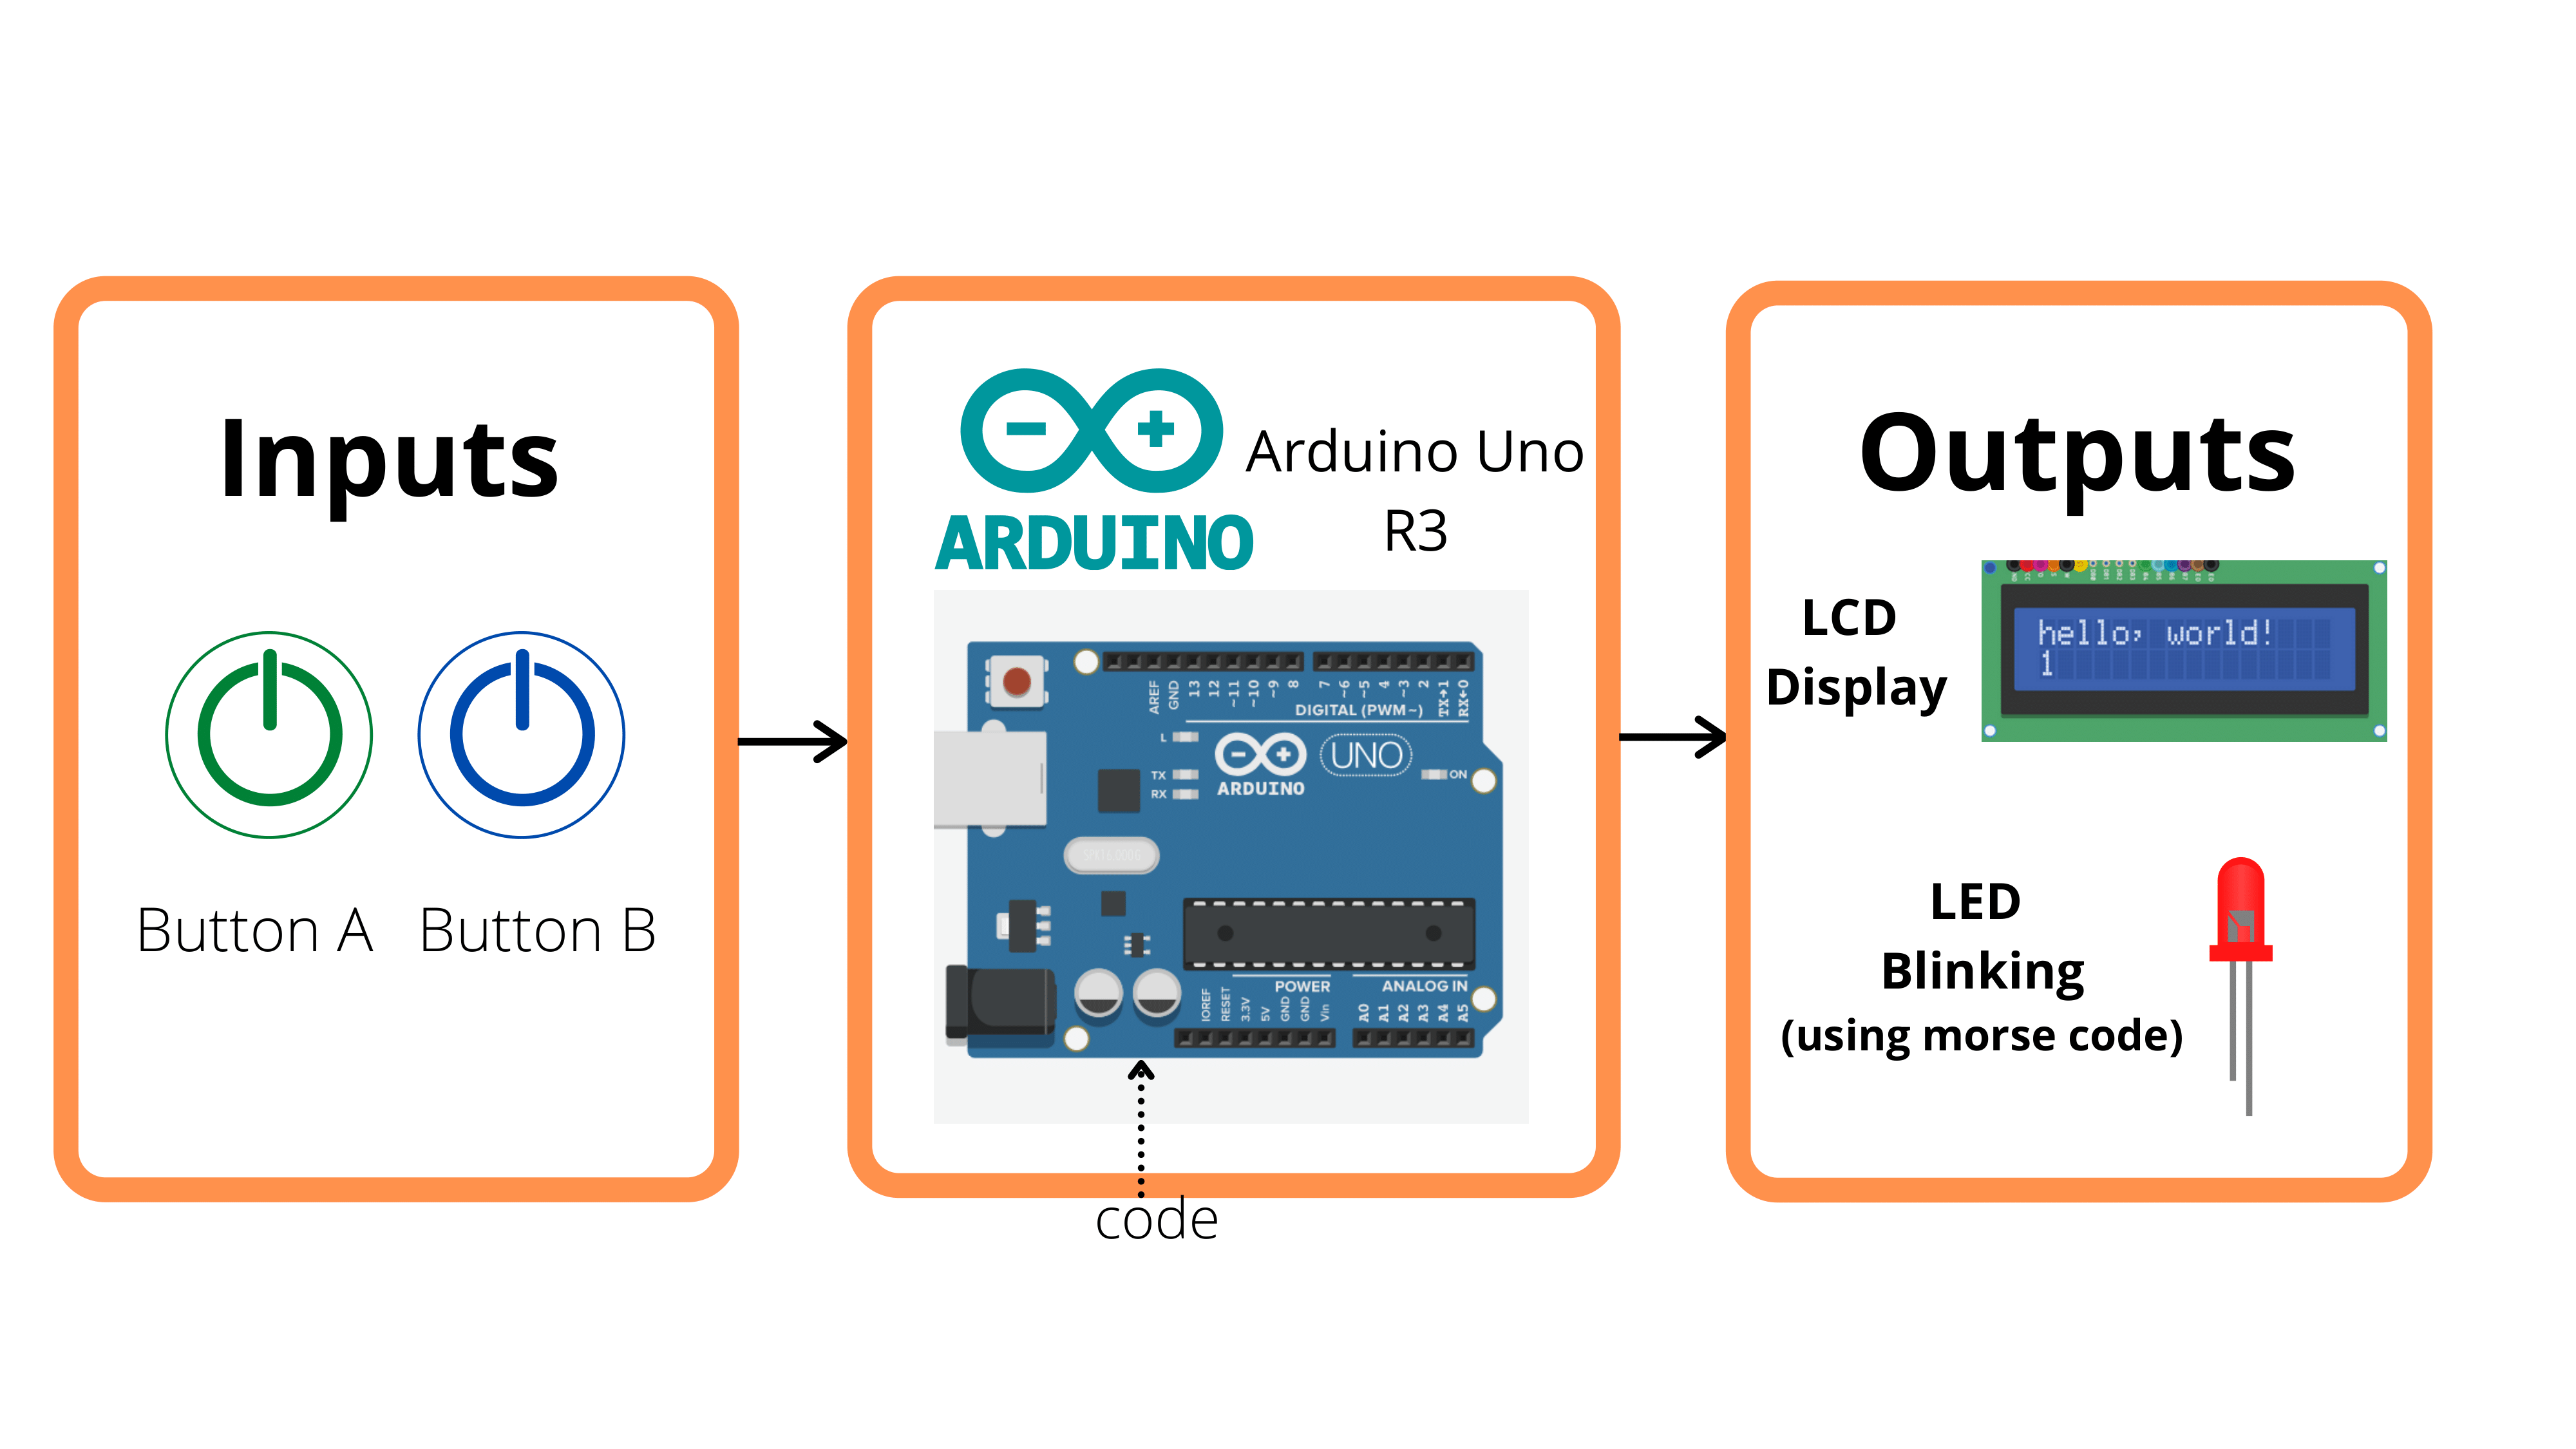 Inputs
Button A
Button B
ARDUINO
Arduino Uno
R3
AREF
GND
13
12
~11
~10
~9
8
7
~6
~5
4
~3
2
TX→1
RX←0
DIGITAL (PWM~)
L
TX
RX
ARDUINO
UNO
ON
POWER
ANALOG IN
IOREF
RESET
3.3V
5V
GND
GND
Vin
A0
A1
A2
A3
A4
A5
code
Outputs
LCD
Display
hello, world!
1
LED
Blinking
(using morse code)